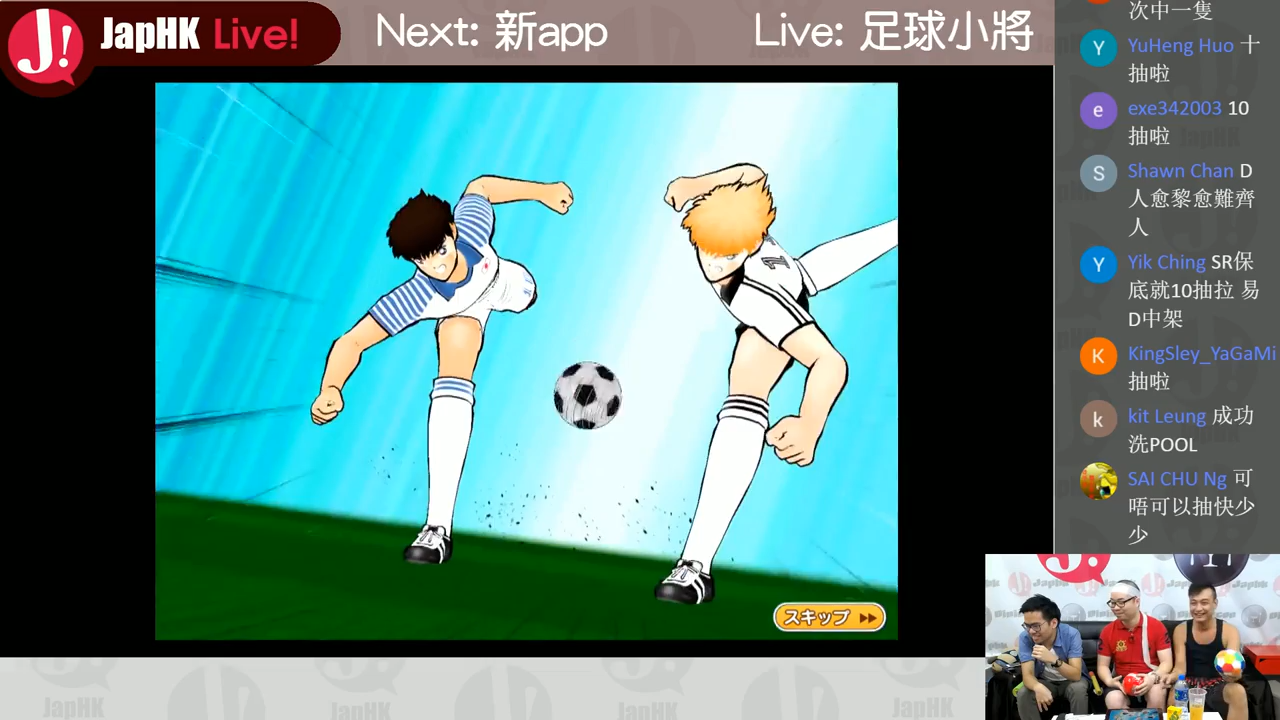 JapHK Live!
Next: 新app
Live: 足球小將
次中一隻
YuHeng Huo 十
抽啦
exe342003 10
抽啦
Shawn Chan D
人愈黎愈難齊
人
Yik Ching SR保
底就10抽拉 易
D中架
KingSley_YaGaMi
抽啦
kit Leung 成功
洗POOL
SAI CHU Ng 可
唔可以抽快少
少
スキップ
JapHK
JapHK
JapHK
JapHK